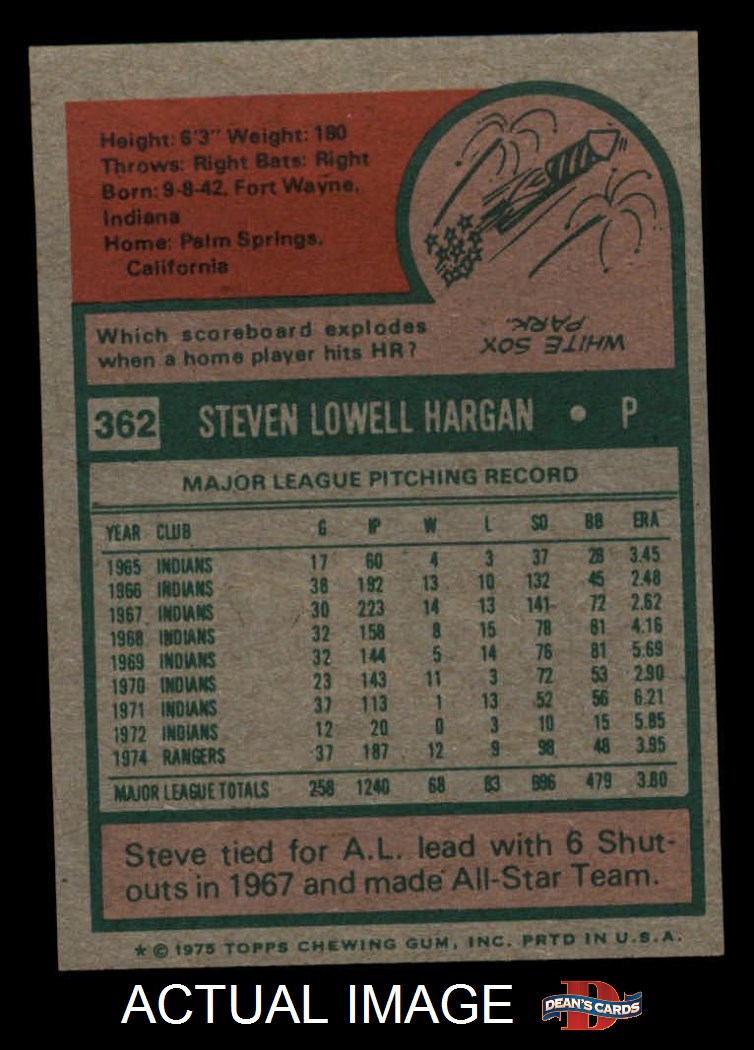 Height: 6'3" Weight: 180
Throws: Right Bats: Right
Born: 9-8-42, Fort Wayne,
Indiana
Home: Palm Springs,
California
Which scoreboard explodes
when a home player hits HR?
WHITE SOX
PARK.
362 STEVEN LOWELL HARGAN • P
MAJOR LEAGUE PITCHING RECORD
YEAR CLUB G IP W L SO BB ERA
1965 INDIANS 17 60 4 3 37 28 3.45
1966 INDIANS 38 192 13 10 132 45 2.48
1967 INDIANS 30 223 14 13 141 72 2.62
1968 INDIANS 32 158 8 15 78 81 4.16
1969 INDIANS 32 144 5 14 76 81 5.69
1970 INDIANS 23 143 11 3 72 53 2.90
1971 INDIANS 37 113 1 13 52 56 6.21
1972 INDIANS 12 20 0 3 10 15 5.85
1974 RANGERS 37 187 12 9 98 48 3.95
MAJOR LEAGUE TOTALS 258 1240 68 83 696 479 3.80
Steve tied for A.L. lead with 6 Shut-
outs in 1967 and made All-Star Team.
* © 1975 TOPPS CHEWING GUM, INC. PRTD IN U.S.A.
ACTUAL IMAGE
D
DEAN'S CARDS